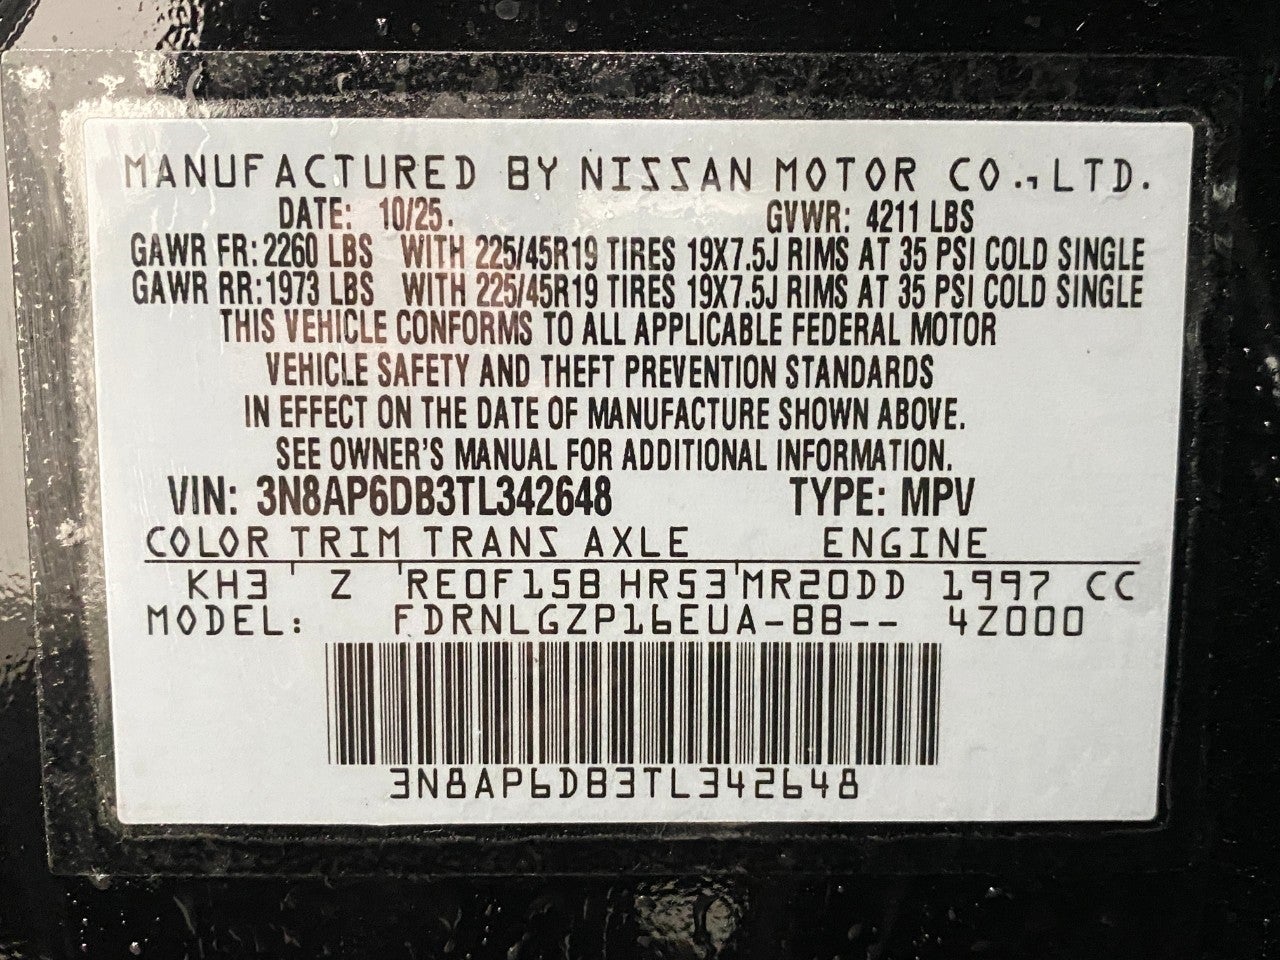 MANUFACTURED BY NISSAN MOTOR CO., LTD.
DATE: 10/25. GVWR: 4211 LBS
GAWR FR: 2260 LBS WITH 225/45R19 TIRES 19X7.5J RIMS AT 35 PSI COLD SINGLE
GAWR RR: 1973 LBS WITH 225/45R19 TIRES 19X7.5J RIMS AT 35 PSI COLD SINGLE
THIS VEHICLE CONFORMS TO ALL APPLICABLE FEDERAL MOTOR
VEHICLE SAFETY AND THEFT PREVENTION STANDARDS
IN EFFECT ON THE DATE OF MANUFACTURE SHOWN ABOVE.
SEE OWNER'S MANUAL FOR ADDITIONAL INFORMATION.
VIN: 3N8AP6DB3TL342648 TYPE: MPV
COLOR TRIM TRANS AXLE ENGINE
KH3 Z RE0F15B HR53 MR20DD 1997 CC
MODEL: FDRNLGZP16EUA-BB-- 4Z000
3N8AP6DB3TL342648